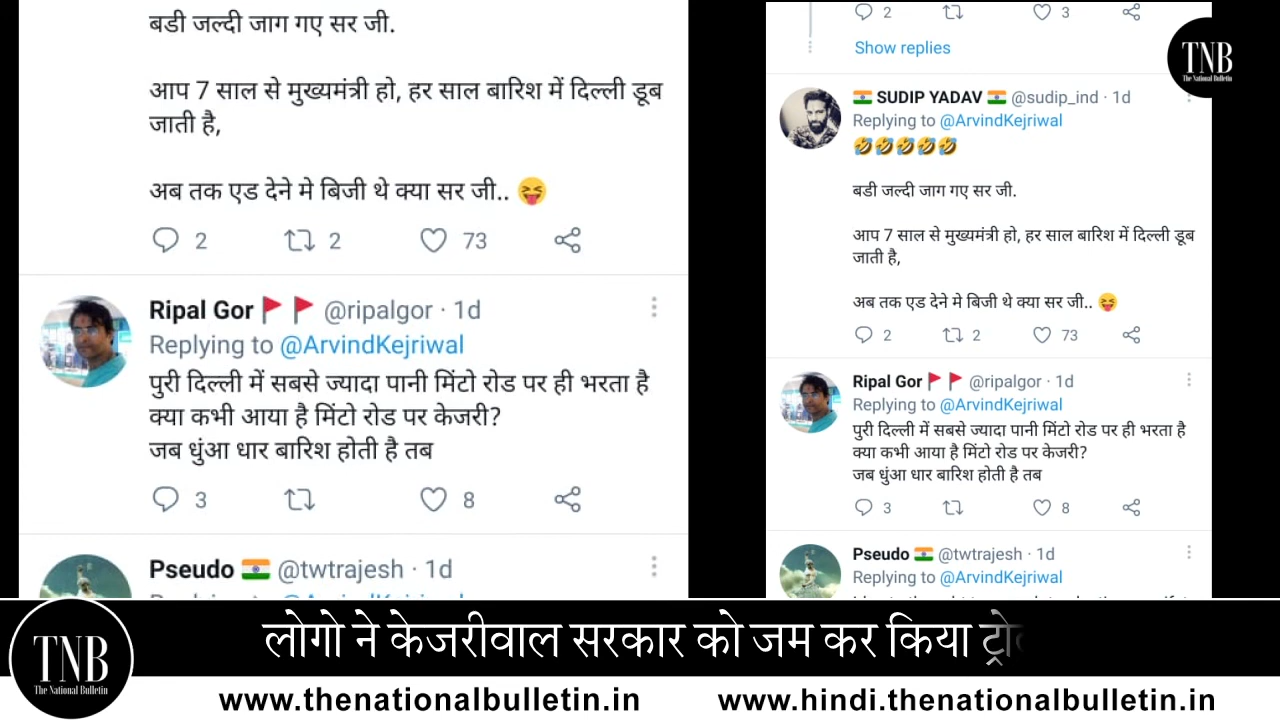 बडी जल्दी जाग गए सर जी.
आप 7 साल से मुख्यमंत्री हो, हर साल बारिश में दिल्ली डूब
जाती है,
अब तक एड देने मे बिजी थे क्या सर जी.. 😝
2 2 73
Ripal Gor 🚩 🚩 @ripalgor · 1d
Replying to @ArvindKejriwal
पुरी दिल्ली में सबसे ज्यादा पानी मिंटो रोड पर ही भरता है
क्या कभी आया है मिंटो रोड पर केजरी?
जब धुंआ धार बारिश होती है तब
3 8
Pseudo 🇮🇳 @twtrajesh · 1d
2 3
Show replies
🇮🇳 SUDIP YADAV 🇮🇳 @sudip_ind · 1d
Replying to @ArvindKejriwal
🤣🤣🤣🤣🤣
बडी जल्दी जाग गए सर जी.
आप 7 साल से मुख्यमंत्री हो, हर साल बारिश में दिल्ली डूब
जाती है,
अब तक एड देने मे बिजी थे क्या सर जी.. 😝
2 2 73
Ripal Gor 🚩 🚩 @ripalgor · 1d
Replying to @ArvindKejriwal
पुरी दिल्ली में सबसे ज्यादा पानी मिंटो रोड पर ही भरता है
क्या कभी आया है मिंटो रोड पर केजरी?
जब धुंआ धार बारिश होती है तब
3 8
Pseudo 🇮🇳 @twtrajesh · 1d
Replying to @ArvindKejriwal
TNB
The National Bulletin
TNB
The National Bulletin
लोगो ने केजरीवाल सरकार को जम कर किया
www.thenationalbulletin.in
www.hindi.thenationalbulletin.in